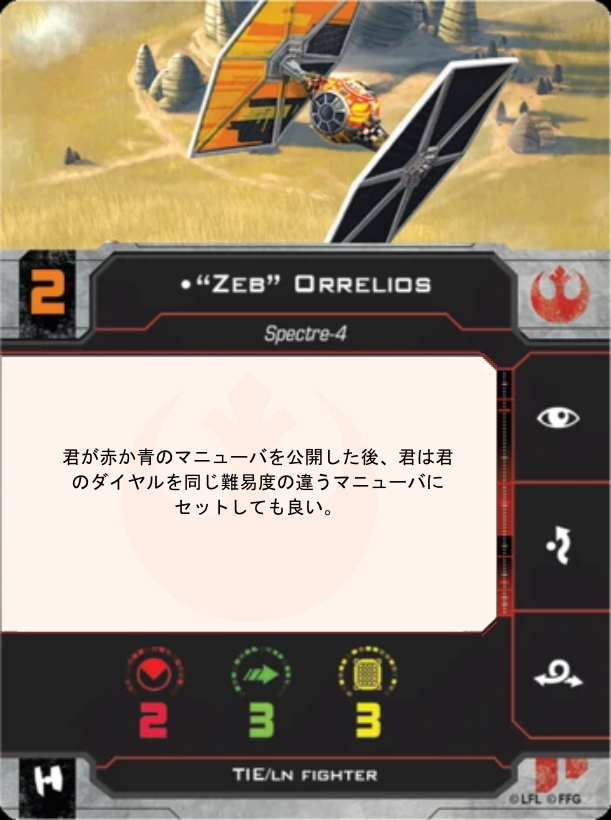 2
•“ZEB” ORRELIOS
Spectre-4
君が赤か青のマニューバを公開した後、君は君
のダイヤルを同じ難易度の違うマニューバに
セットしても良い。
2 3 3
TIE/LN FIGHTER
©LFL ©FFG